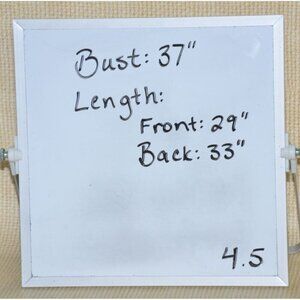 Bust: 37"
Length:
Front: 29"
Back: 33"
4.5